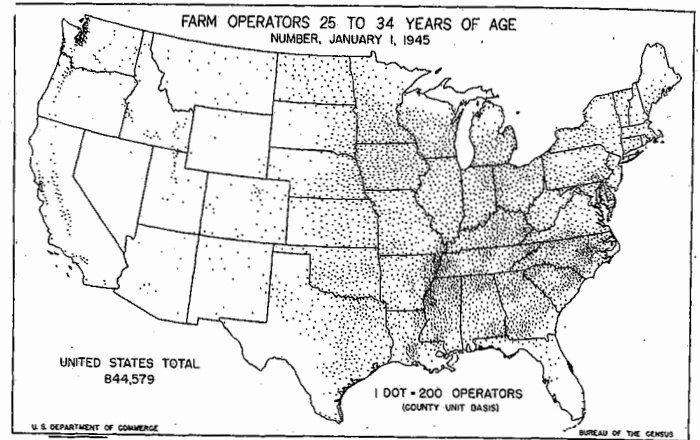 FARM OPERATORS 25 TO 34 YEARS OF AGE
NUMBER, JANUARY 1, 1945
UNITED STATES TOTAL
844,579
1 DOT = 200 OPERATORS
(COUNTY UNIT BASIS)
U. S. DEPARTMENT OF COMMERCE
BUREAU OF THE CENSUS